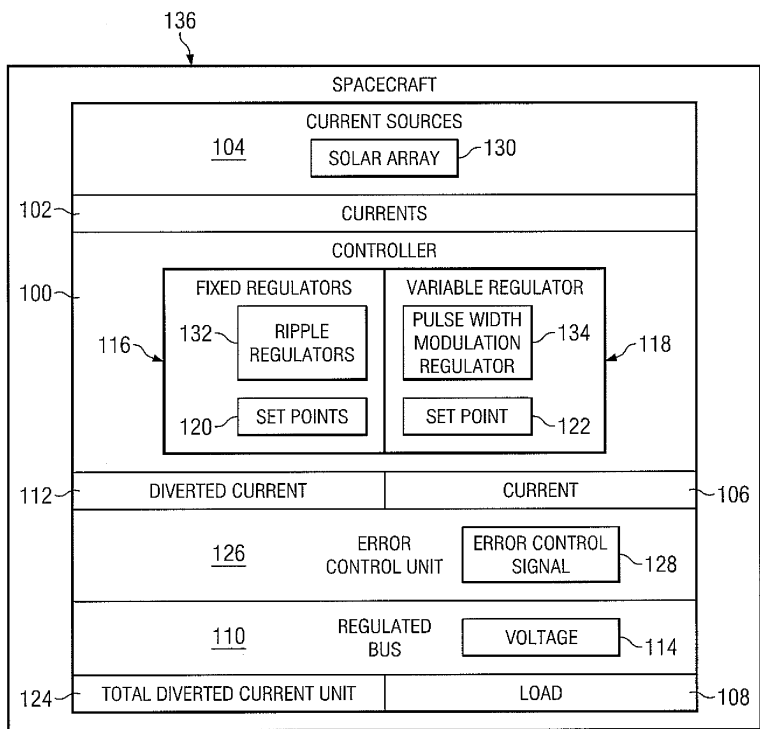 136
SPACECRAFT
CURRENT SOURCES
104
SOLAR ARRAY
130
102
CURRENTS
CONTROLLER
100
FIXED REGULATORS
VARIABLE REGULATOR
116
132
RIPPLE
REGULATORS
PULSE WIDTH
MODULATION
REGULATOR
134
118
120
SET POINTS
SET POINT
122
112
DIVERTED CURRENT
CURRENT
106
126
ERROR
CONTROL UNIT
ERROR CONTROL
SIGNAL
128
110
REGULATED
BUS
VOLTAGE
114
124
TOTAL DIVERTED CURRENT UNIT
LOAD
108